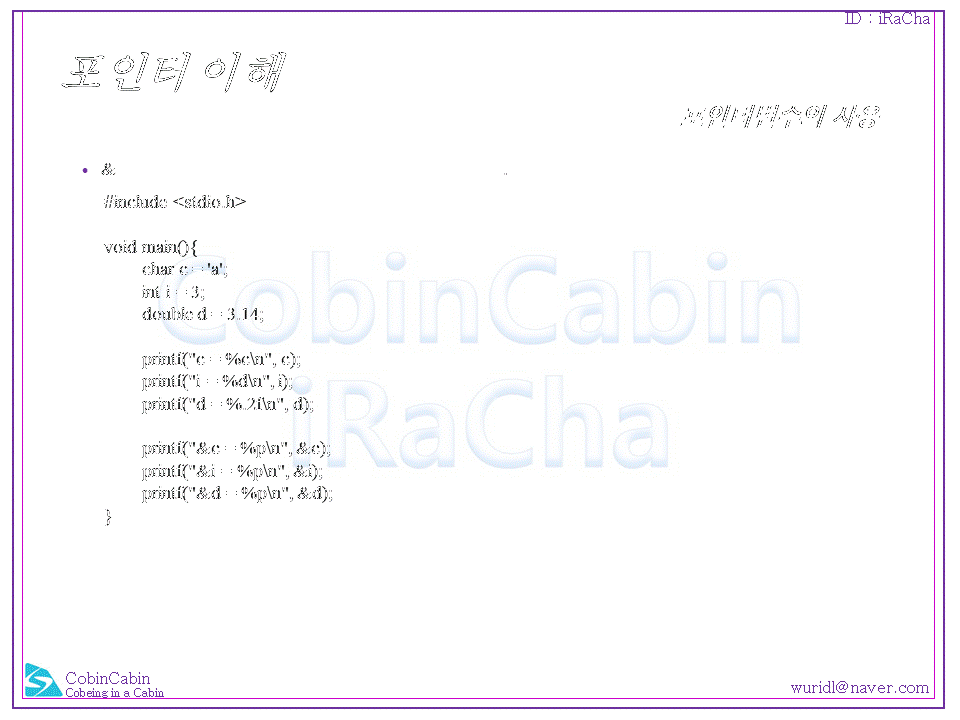 ID : iRaCha
포인터 이해
포인터변수의 사용
• &
#include <stdio.h>
void main(){
char c = 'a';
int i = 3;
double d = 3.14;
printf("c = %c\n", c);
printf("i = %d\n", i);
printf("d = %.2f\n", d);
printf("&c = %p\n", &c);
printf("&i = %p\n", &i);
printf("&d = %p\n", &d);
}
CobinCabin
iRaCha
CobinCabin
Cobeing in a Cabin
wuridl@naver.com